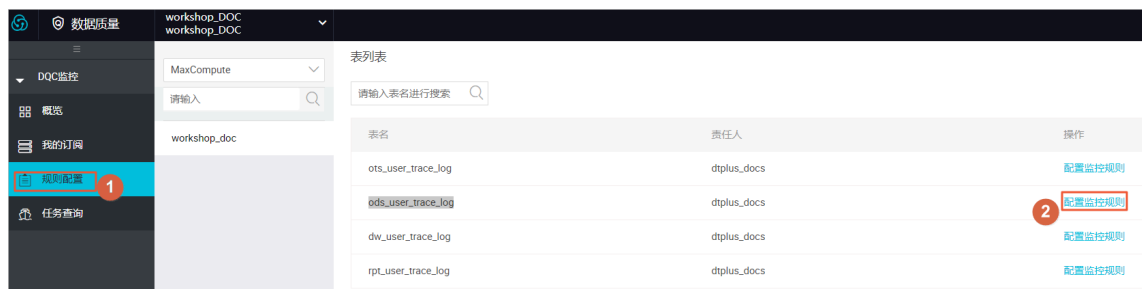 数据质量
workshop_DOC
workshop_DOC
DQC监控
概览
我的订阅
规则配置
1
任务查询
MaxCompute
请输入
workshop_doc
表列表
请输入表名进行搜索
表名 责任人 操作
ots_user_trace_log dtplus_docs 配置监控规则
ods_user_trace_log dtplus_docs 2 配置监控规则
dw_user_trace_log dtplus_docs 配置监控规则
rpt_user_trace_log dtplus_docs 配置监控规则